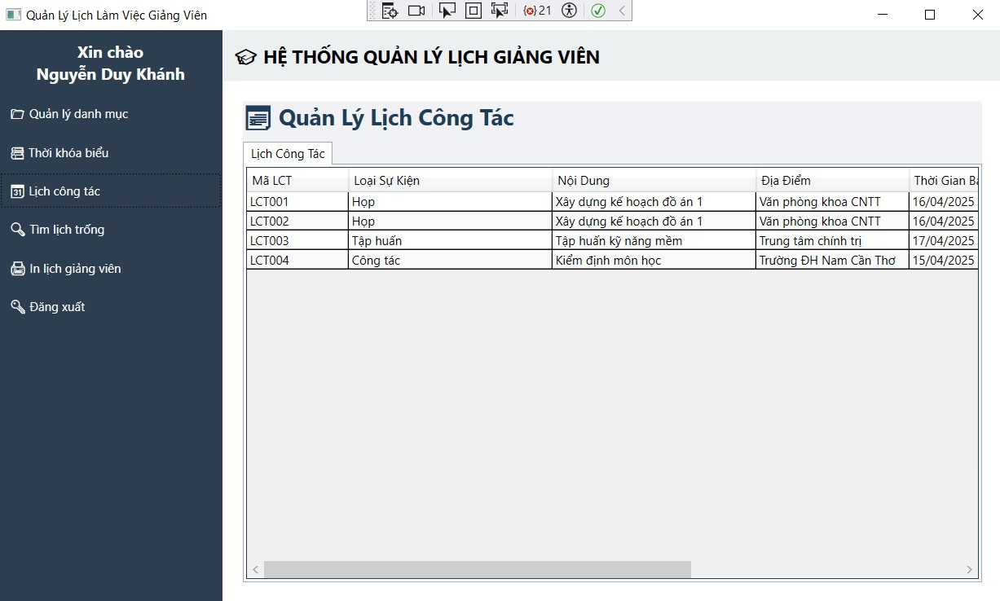 Quản Lý Lịch Làm Việc Giảng Viên
21
Xin chào
Nguyễn Duy Khánh
Quản lý danh mục
Thời khóa biểu
31 Lịch công tác
Tìm lịch trống
In lịch giảng viên
Đăng xuất
HỆ THỐNG QUẢN LÝ LỊCH GIẢNG VIÊN
Quản Lý Lịch Công Tác
Lịch Công Tác
Mã LCT Loại Sự Kiện Nội Dung Địa Điểm Thời Gian
LCT001 Họp Xây dựng kế hoạch đồ án 1 Văn phòng khoa CNTT 16/04/2025
LCT002 Họp Xây dựng kế hoạch đồ án 1 Văn phòng khoa CNTT 16/04/2025
LCT003 Tập huấn Tập huấn kỹ năng mềm Trung tâm chính trị 17/04/2025
LCT004 Công tác Kiểm định môn học Trường ĐH Nam Cần Thơ 15/04/2025